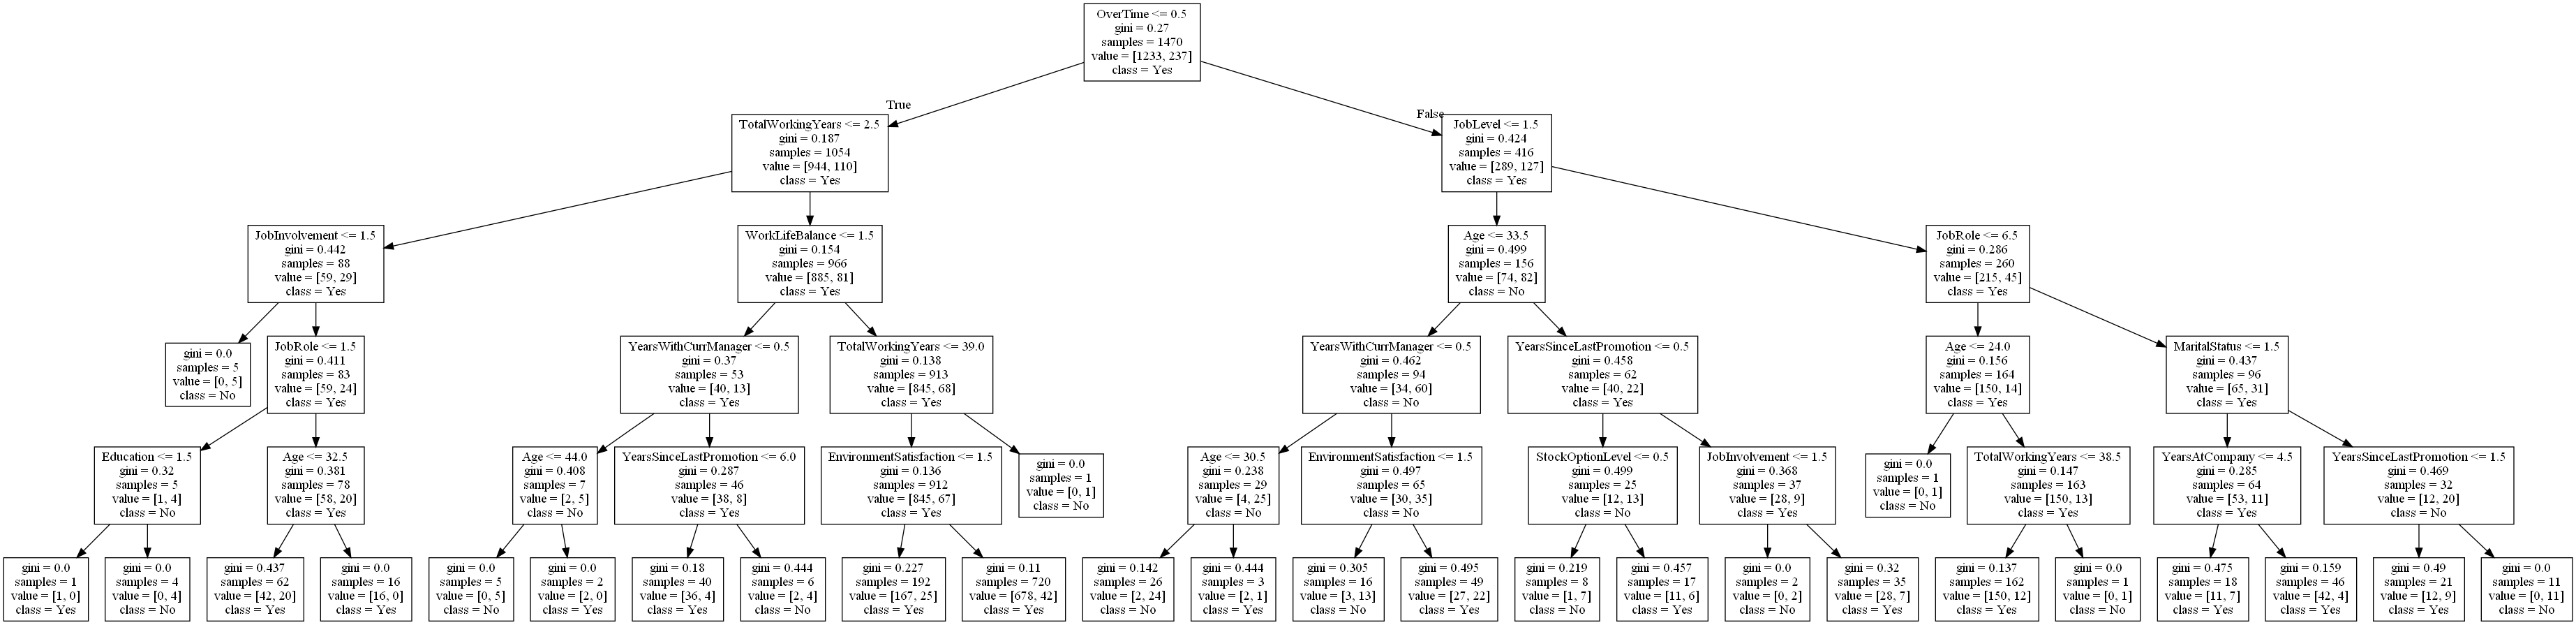 OverTime <= 0.5
gini = 0.27
samples = 1470
value = [1233, 237]
class = Yes
True
False
TotalWorkingYears <= 2.5
gini = 0.187
samples = 1054
value = [944, 110]
class = Yes
JobLevel <= 1.5
gini = 0.424
samples = 416
value = [289, 127]
class = Yes
JobInvolvement <= 1.5
gini = 0.442
samples = 88
value = [59, 29]
class = Yes
WorkLifeBalance <= 1.5
gini = 0.154
samples = 966
value = [885, 81]
class = Yes
Age <= 33.5
gini = 0.499
samples = 156
value = [74, 82]
class = No
JobRole <= 6.5
gini = 0.286
samples = 260
value = [215, 45]
class = Yes
gini = 0.0
samples = 5
value = [0, 5]
class = No
JobRole <= 1.5
gini = 0.411
samples = 83
value = [59, 24]
class = Yes
YearsWithCurrManager <= 0.5
gini = 0.37
samples = 53
value = [40, 13]
class = Yes
TotalWorkingYears <= 39.0
gini = 0.138
samples = 913
value = [845, 68]
class = Yes
YearsWithCurrManager <= 0.5
gini = 0.462
samples = 94
value = [34, 60]
class = No
YearsSinceLastPromotion <= 0.5
gini = 0.458
samples = 62
value = [40, 22]
class = Yes
Age <= 24.0
gini = 0.156
samples = 164
value = [150, 14]
class = Yes
MaritalStatus <= 1.5
gini = 0.437
samples = 96
value = [65, 31]
class = Yes
Education <= 1.5
gini = 0.32
samples = 5
value = [1, 4]
class = No
Age <= 32.5
gini = 0.381
samples = 78
value = [58, 20]
class = Yes
Age <= 44.0
gini = 0.408
samples = 7
value = [2, 5]
class = No
YearsSinceLastPromotion <= 6.0
gini = 0.287
samples = 46
value = [38, 8]
class = Yes
EnvironmentSatisfaction <= 1.5
gini = 0.136
samples = 912
value = [845, 67]
class = Yes
gini = 0.0
samples = 1
value = [0, 1]
class = No
Age <= 30.5
gini = 0.238
samples = 29
value = [4, 25]
class = No
EnvironmentSatisfaction <= 1.5
gini = 0.497
samples = 65
value = [30, 35]
class = No
StockOptionLevel <= 0.5
gini = 0.499
samples = 25
value = [12, 13]
class = No
JobInvolvement <= 1.5
gini = 0.368
samples = 37
value = [28, 9]
class = Yes
gini = 0.0
samples = 1
value = [0, 1]
class = No
TotalWorkingYears <= 38.5
gini = 0.147
samples = 163
value = [150, 13]
class = Yes
YearsAtCompany <= 4.5
gini = 0.285
samples = 64
value = [53, 11]
class = Yes
YearsSinceLastPromotion <= 1.5
gini = 0.469
samples = 32
value = [12, 20]
class = No
gini = 0.0
samples = 1
value = [1, 0]
class = Yes
gini = 0.0
samples = 4
value = [0, 4]
class = No
gini = 0.437
samples = 62
value = [42, 20]
class = Yes
gini = 0.0
samples = 16
value = [16, 0]
class = Yes
gini = 0.0
samples = 5
value = [0, 5]
class = No
gini = 0.0
samples = 2
value = [2, 0]
class = Yes
gini = 0.18
samples = 40
value = [36, 4]
class = Yes
gini = 0.444
samples = 6
value = [2, 4]
class = No
gini = 0.227
samples = 192
value = [167, 25]
class = Yes
gini = 0.11
samples = 720
value = [678, 42]
class = Yes
gini = 0.142
samples = 26
value = [2, 24]
class = No
gini = 0.444
samples = 3
value = [2, 1]
class = Yes
gini = 0.305
samples = 16
value = [3, 13]
class = No
gini = 0.495
samples = 49
value = [27, 22]
class = Yes
gini = 0.219
samples = 8
value = [1, 7]
class = No
gini = 0.457
samples = 17
value = [11, 6]
class = Yes
gini = 0.0
samples = 2
value = [0, 2]
class = No
gini = 0.32
samples = 35
value = [28, 7]
class = Yes
gini = 0.137
samples = 162
value = [150, 12]
class = Yes
gini = 0.0
samples = 1
value = [0, 1]
class = No
gini = 0.475
samples = 18
value = [11, 7]
class = Yes
gini = 0.159
samples = 46
value = [42, 4]
class = Yes
gini = 0.49
samples = 21
value = [12, 9]
class = Yes
gini = 0.0
samples = 11
value = [0, 11]
class = No